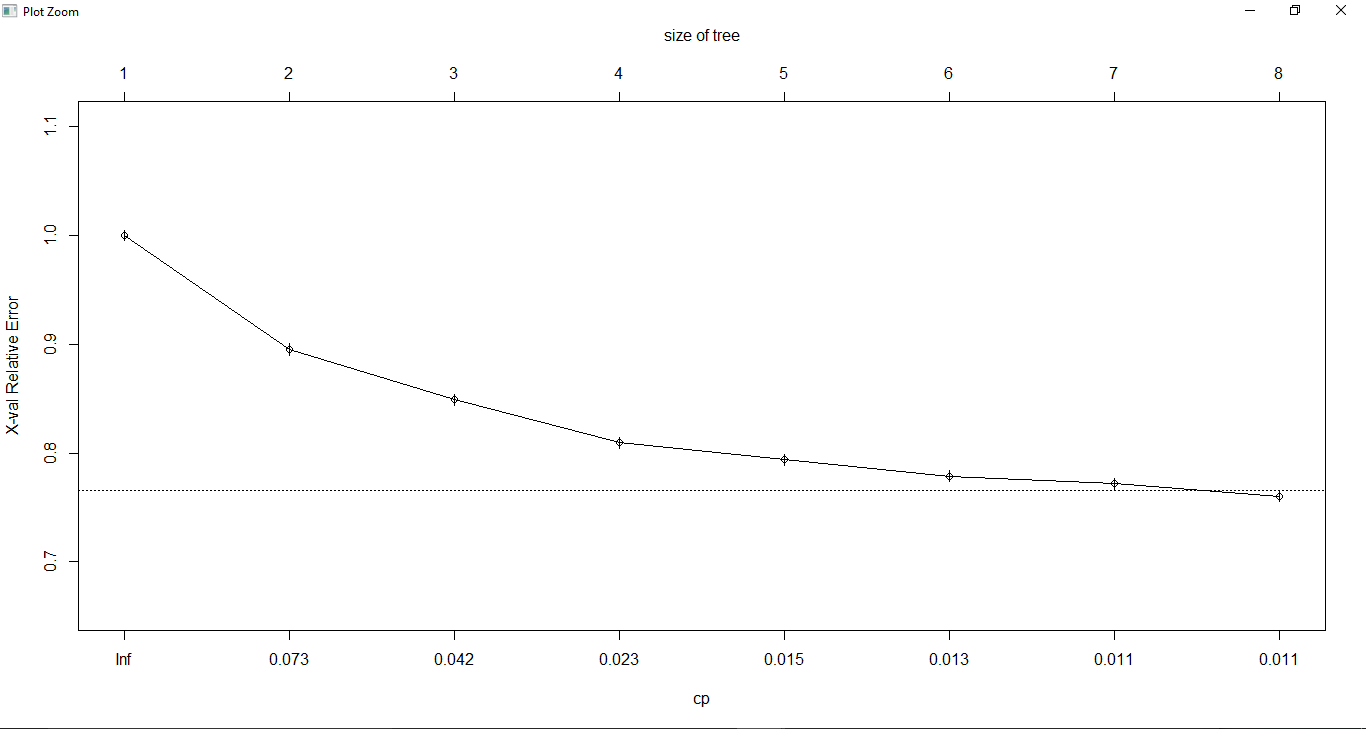 Plot Zoom
size of tree
1 2 3 4 5 6 7 8
X-val Relative Error
1.1
1.0
0.9
0.8
0.7
Inf 0.073 0.042 0.023 0.015 0.013 0.011 0.011
cp